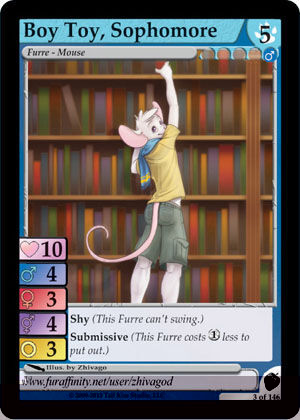 Boy Toy, Sophomore
5
Furre - Mouse
10
4
3
4
3
Shy (This Furre can't swing.)
Submissive (This Furre costs 1 less to
put out.)
Illus. by Zhivago
www.furaffinity.net/user/zhivagod
3 of 146